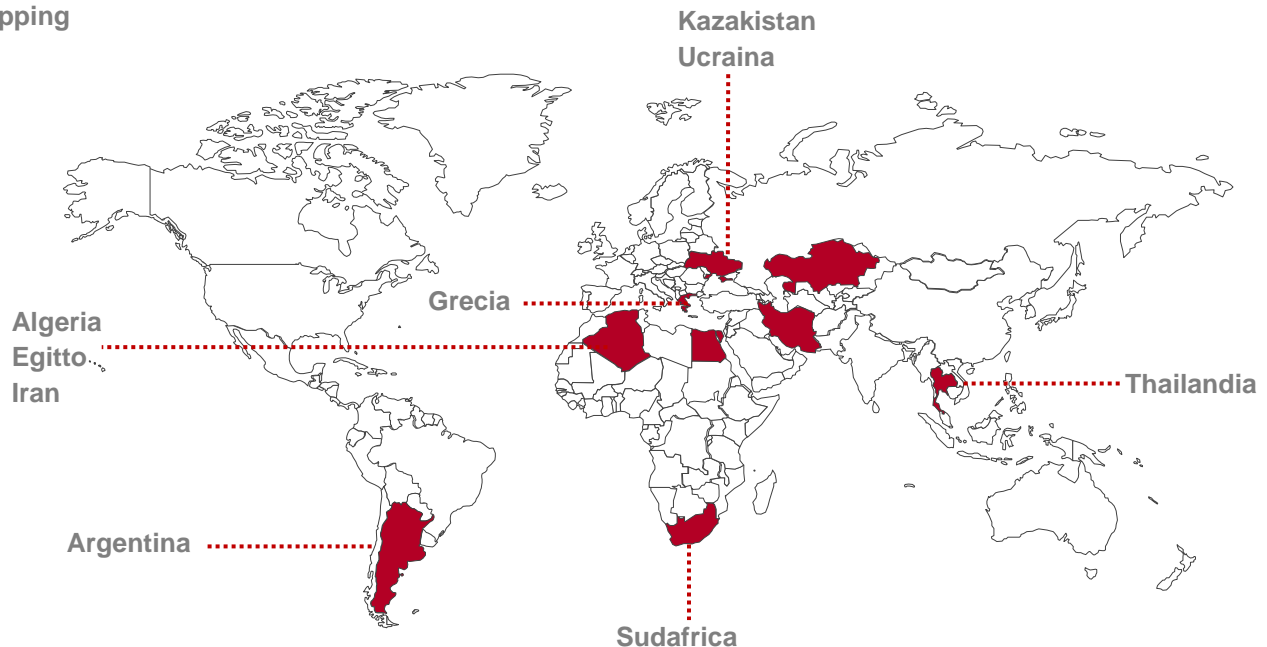 pping
Kazakistan
Ucraina
Grecia
Algeria
Egitto
Iran
Thailandia
Argentina
Sudafrica